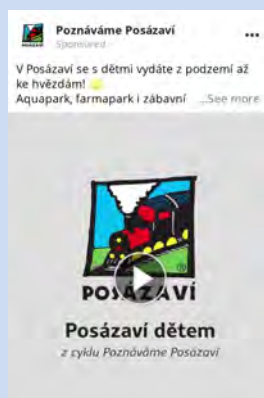 Poznáváme Posázaví
Sponsored ·
V Posázaví se s dětmi vydáte z podzemí až
ke hvězdám!
Aquapark, farmapark i zábavní ...See more
POSÁZAVÍ
Posázaví dětem
z cyklu Poznáváme Posázaví